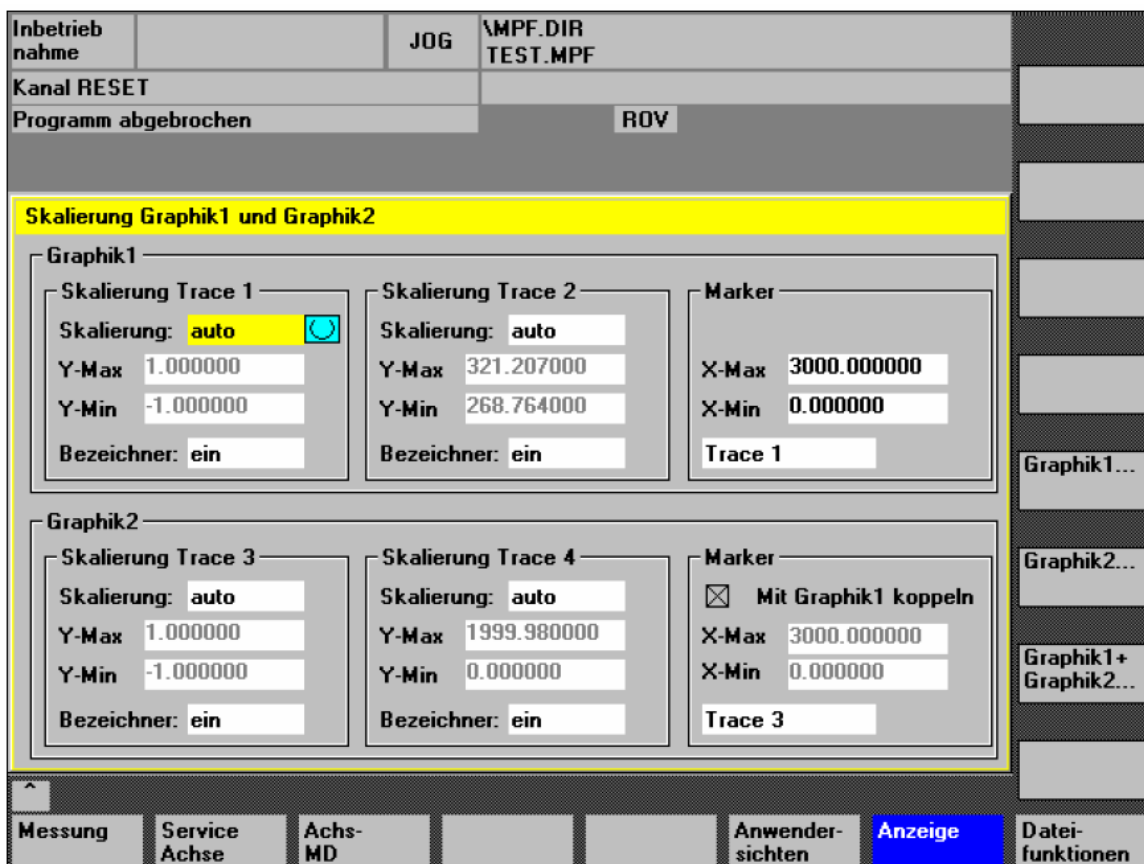 Inbetrieb
nahme
JOG
\MPF.DIR
TEST.MPF
Kanal RESET
Programm abgebrochen
ROV
Skalierung Graphik1 und Graphik2
Graphik1
Skalierung Trace 1
Skalierung: auto
Y-Max 1.000000
Y-Min -1.000000
Bezeichner: ein
Skalierung Trace 2
Skalierung: auto
Y-Max 321.207000
Y-Min 268.764000
Bezeichner: ein
Marker
X-Max 3000.000000
X-Min 0.000000
Trace 1
Graphik2
Skalierung Trace 3
Skalierung: auto
Y-Max 1.000000
Y-Min -1.000000
Bezeichner: ein
Skalierung Trace 4
Skalierung: auto
Y-Max 1999.980000
Y-Min 0.000000
Bezeichner: ein
Marker
Mit Graphik1 koppeln
X-Max 3000.000000
X-Min 0.000000
Trace 3
Graphik1...
Graphik2...
Graphik1+
Graphik2...
^
Messung
Service
Achse
Achs-
MD
Anwender-
sichten
Anzeige
Datei-
funktionen